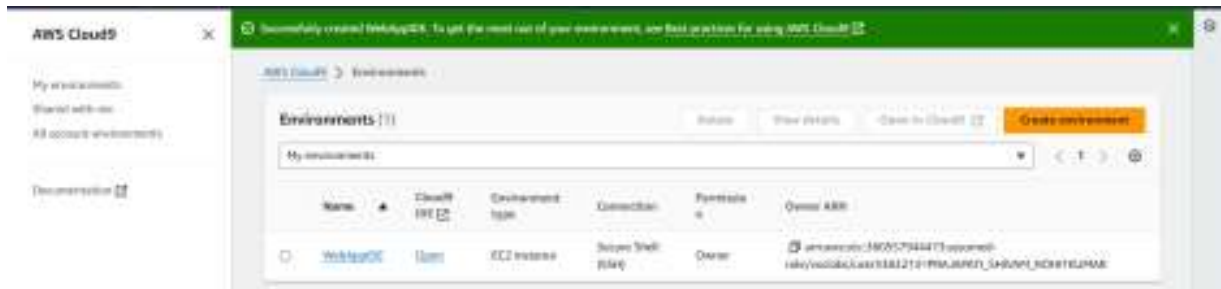 AWS Cloud9
Successfully created WebAppIDE. To get the most out of your environment, see Best practices for using AWS Cloud9
AWS Cloud9 > Environments
My environments
Shared with me
All account environments
Documentation
Environments (1)
Delete
View details
Open in Cloud9
Create environment
My environments
1
Name
Cloud9 IDE
Environment type
Connection
Permission
Owner ARN
WebAppIDE
Open
EC2 instance
Secure Shell (SSH)
Owner